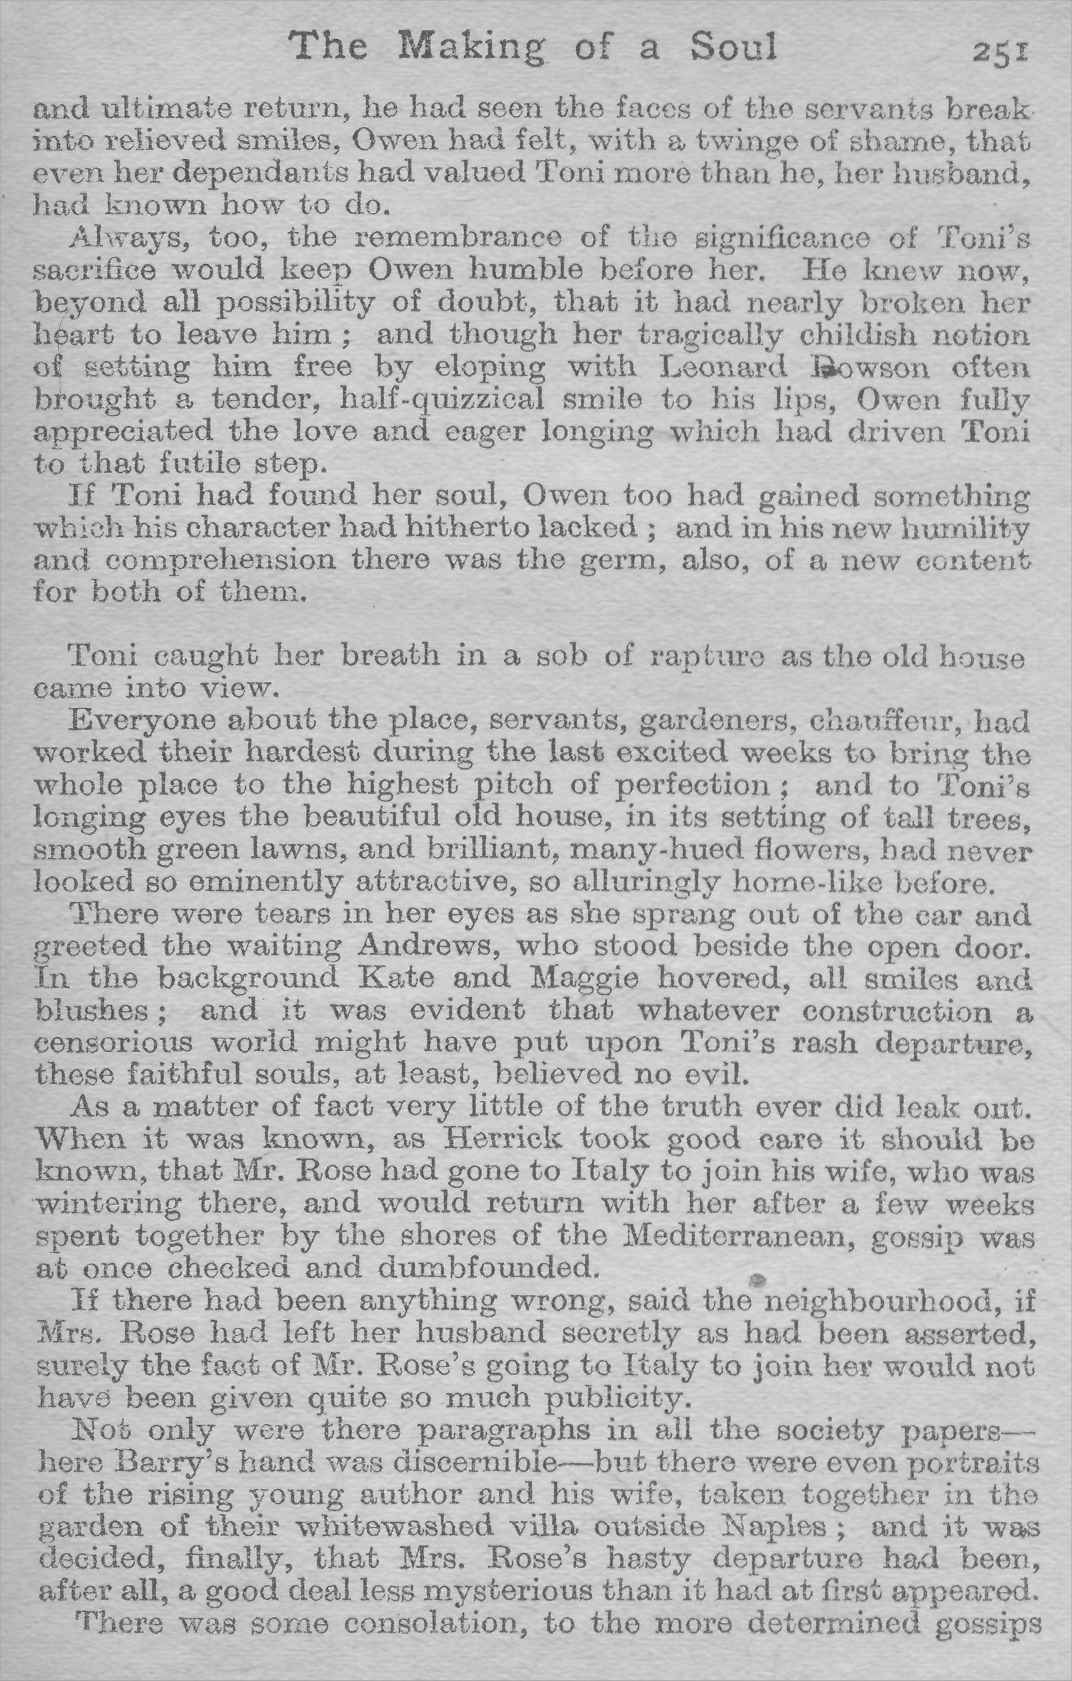 The Making of a Soul 251
and ultimate return, he had seen the faces of the servants break
into relieved smiles, Owen had felt, with a twinge of shame, that
even her dependants had valued Toni more than he, her husband,
had known how to do.
Always, too, the remembrance of the significance of Toni's
sacrifice would keep Owen humble before her. He knew now,
beyond all possibility of doubt, that it had nearly broken her
heart to leave him ; and though her tragically childish notion
of setting him free by eloping with Leonard Dowson often
brought a tender, half-quizzical smile to his lips, Owen fully
appreciated the love and eager longing which had driven Toni
to that futile step.
If Toni had found her soul, Owen too had gained something
which his character had hitherto lacked ; and in his new humility
and comprehension there was the germ, also, of a new content
for both of them.
Toni caught her breath in a sob of rapture as the old house
came into view.
Everyone about the place, servants, gardeners, chauffeur, had
worked their hardest during the last excited weeks to bring the
whole place to the highest pitch of perfection ; and to Toni's
longing eyes the beautiful old house, in its setting of tall trees,
smooth green lawns, and brilliant, many-hued flowers, had never
looked so eminently attractive, so alluringly home-like before.
There were tears in her eyes as she sprang out of the car and
greeted the waiting Andrews, who stood beside the open door.
In the background Kate and Maggie hovered, all smiles and
blushes ; and it was evident that whatever construction a
censorious world might have put upon Toni's rash departure,
these faithful souls, at least, believed no evil.
As a matter of fact very little of the truth ever did leak out.
When it was known, as Herrick took good care it should be
known, that Mr. Rose had gone to Italy to join his wife, who was
wintering there, and would return with her after a few weeks
spent together by the shores of the Mediterranean, gossip was
at once checked and dumbfounded.
If there had been anything wrong, said the neighbourhood, if
Mrs. Rose had left her husband secretly as had been asserted,
surely the fact of Mr. Rose's going to Italy to join her would not
have been given quite so much publicity.
Not only were there paragraphs in all the society papers—
here Barry's hand was discernible—but there were even portraits
of the rising young author and his wife, taken together in the
garden of their whitewashed villa outside Naples ; and it was
decided, finally, that Mrs. Rose's hasty departure had been,
after all, a good deal less mysterious than it had at first appeared.
There was some consolation, to the more determined gossips